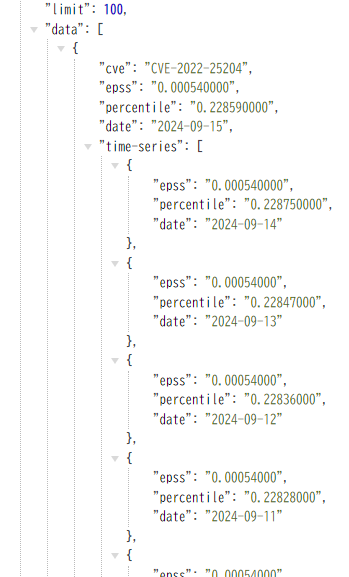 "limit": 100,
"data": [
{
"cve": "CVE-2022-25204",
"epss": "0.000540000",
"percentile": "0.228590000",
"date": "2024-09-15",
"time-series": [
{
"epss": "0.000540000",
"percentile": "0.228750000",
"date": "2024-09-14"
},
{
"epss": "0.00054000",
"percentile": "0.22847000",
"date": "2024-09-13"
},
{
"epss": "0.00054000",
"percentile": "0.22836000",
"date": "2024-09-12"
},
{
"epss": "0.00054000",
"percentile": "0.22828000",
"date": "2024-09-11"
},
{
"epss": "0.00054000",